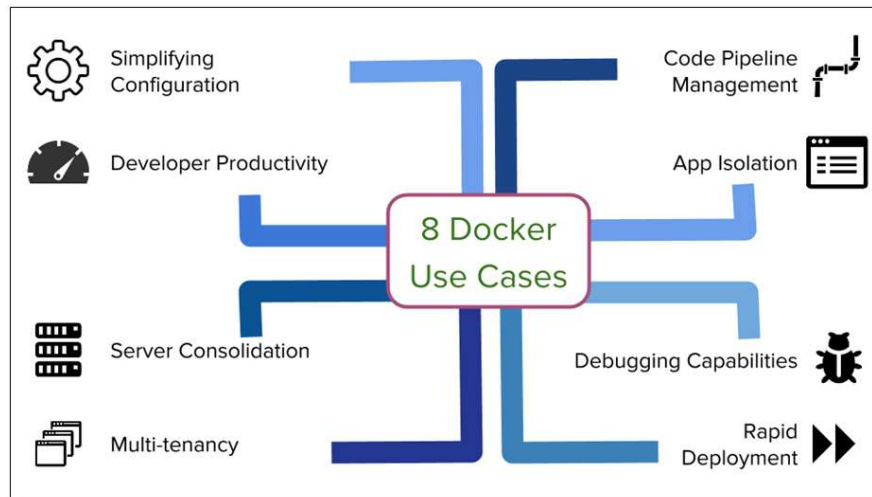 Simplifying
Configuration
Code Pipeline
Management
Developer Productivity
App Isolation
8 Docker
Use Cases
Server Consolidation
Debugging Capabilities
Multi-tenancy
Rapid
Deployment